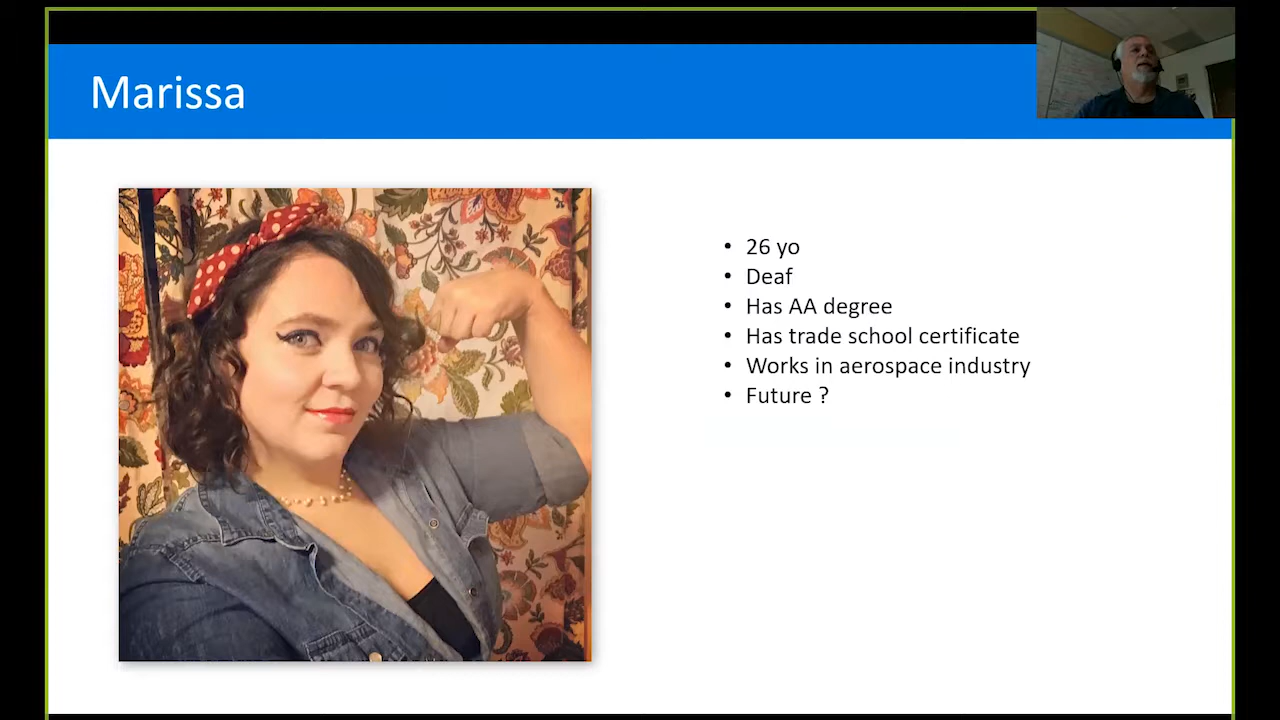 Marissa
• 26 yo
• Deaf
• Has AA degree
• Has trade school certificate
• Works in aerospace industry
• Future ?